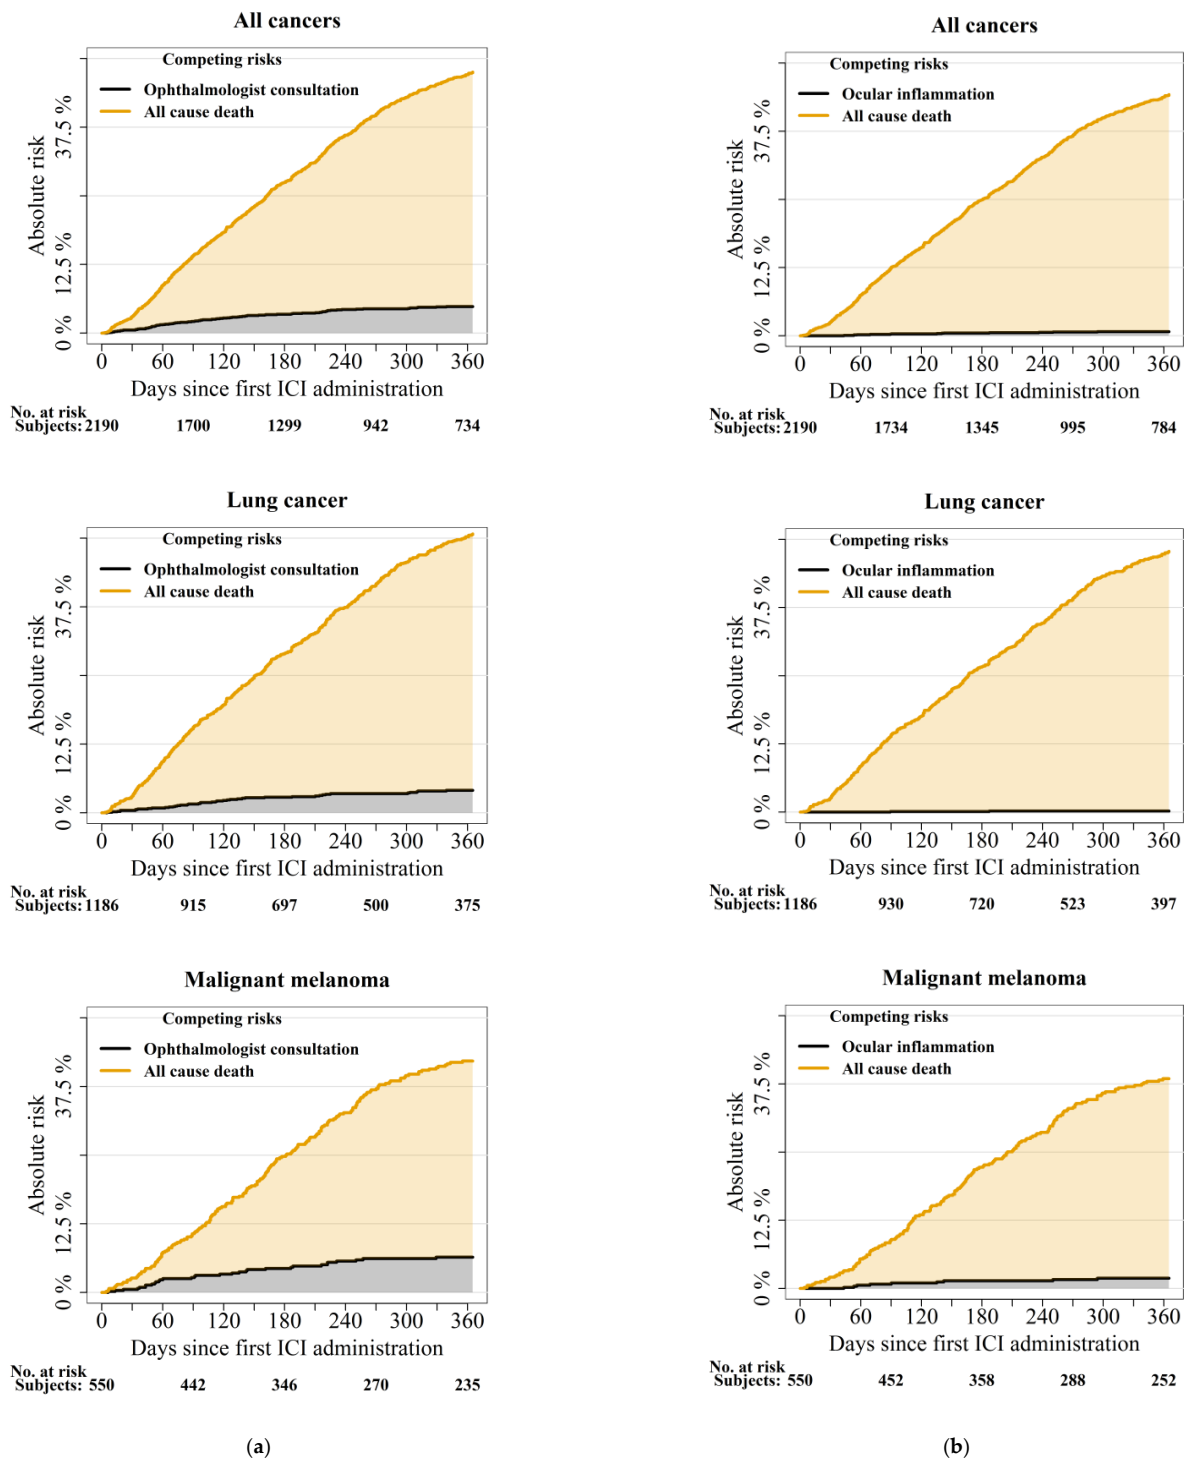 All cancers
Competing risks
Ophthalmologist consultation
All cause death
Absolute risk
0 %
12.5 %
37.5 %
0 60 120 180 240 300 360
Days since first ICI administration
No. at risk
Subjects: 2190 1700 1299 942 734
All cancers
Competing risks
Ocular inflammation
All cause death
Absolute risk
0 %
12.5 %
37.5 %
0 60 120 180 240 300 360
Days since first ICI administration
No. at risk
Subjects: 2190 1734 1345 995 784
Lung cancer
Competing risks
Ophthalmologist consultation
All cause death
Absolute risk
0 %
12.5 %
37.5 %
0 60 120 180 240 300 360
Days since first ICI administration
No. at risk
Subjects: 1186 915 697 500 375
Lung cancer
Competing risks
Ocular inflammation
All cause death
Absolute risk
0 %
12.5 %
37.5 %
0 60 120 180 240 300 360
Days since first ICI administration
No. at risk
Subjects: 1186 930 720 523 397
Malignant melanoma
Competing risks
Ophthalmologist consultation
All cause death
Absolute risk
0 %
12.5 %
37.5 %
0 60 120 180 240 300 360
Days since first ICI administration
No. at risk
Subjects: 550 442 346 270 235
Malignant melanoma
Competing risks
Ocular inflammation
All cause death
Absolute risk
0 %
12.5 %
37.5 %
0 60 120 180 240 300 360
Days since first ICI administration
No. at risk
Subjects: 550 452 358 288 252
(a)
(b)